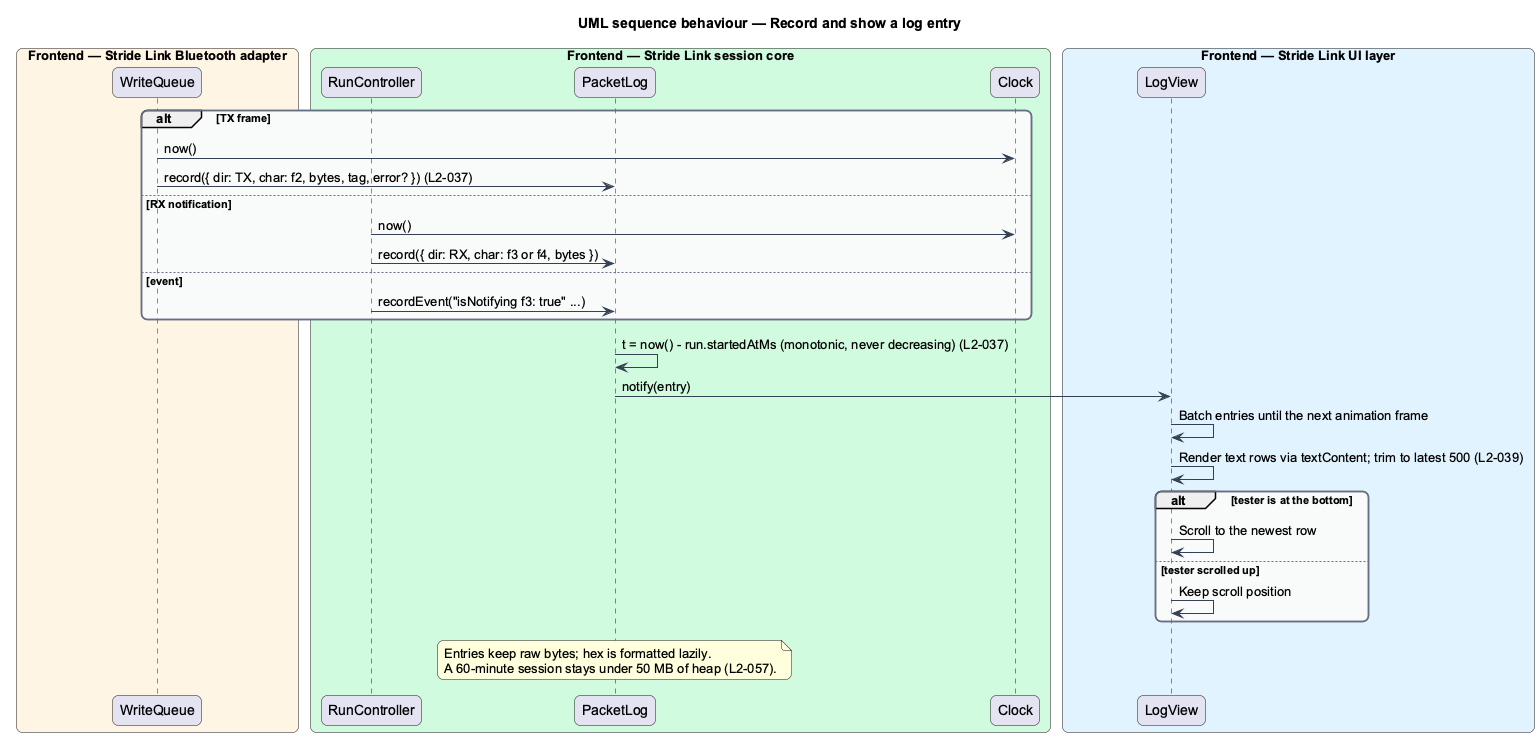 UML sequence behaviour — Record and show a log entry
Frontend — Stride Link Bluetooth adapter
Frontend — Stride Link session core
Frontend — Stride Link UI layer
WriteQueue
RunController
PacketLog
Clock
LogView
alt
[TX frame]
now()
record({ dir: TX, char: f2, bytes, tag, error? }) (L2-037)
[RX notification]
now()
record({ dir: RX, char: f3 or f4, bytes })
[event]
recordEvent("isNotifying f3: true" ...)
t = now() - run.startedAtMs (monotonic, never decreasing) (L2-037)
notify(entry)
Batch entries until the next animation frame
Render text rows via textContent; trim to latest 500 (L2-039)
alt
[tester is at the bottom]
Scroll to the newest row
[tester scrolled up]
Keep scroll position
Entries keep raw bytes; hex is formatted lazily.
A 60-minute session stays under 50 MB of heap (L2-057).
WriteQueue
RunController
PacketLog
Clock
LogView